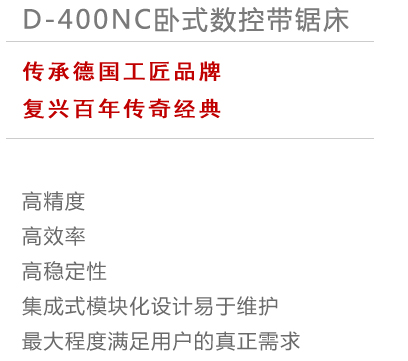 D-400NC卧式数控带锯床
传承德国工匠品牌
复兴百年传奇经典
高精度
高效率
高稳定性
集成式模块化设计易于维护
最大程度满足用户的真正需求